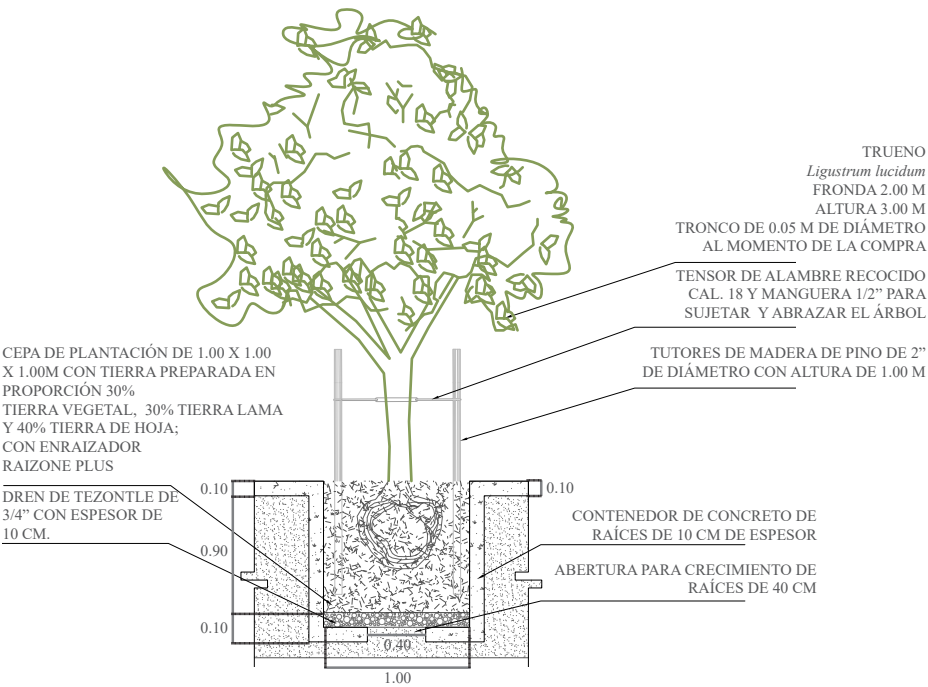 TRUENO
Ligustrum lucidum
FRONDA 2.00 M
ALTURA 3.00 M
TRONCO DE 0.05 M DE DIÁMETRO
AL MOMENTO DE LA COMPRA
TENSOR DE ALAMBRE RECOCIDO
CAL. 18 Y MANGUERA 1/2” PARA
SUJETAR Y ABRAZAR EL ÁRBOL
TUTORES DE MADERA DE PINO DE 2”
DE DIÁMETRO CON ALTURA DE 1.00 M
CEPA DE PLANTACIÓN DE 1.00 X 1.00
X 1.00M CON TIERRA PREPARADA EN
PROPORCIÓN 30%
TIERRA VEGETAL, 30% TIERRA LAMA
Y 40% TIERRA DE HOJA;
CON ENRAIZADOR
RAIZONE PLUS
DREN DE TEZONTLE DE
3/4” CON ESPESOR DE
10 CM.
0.10
0.90
0.10
0.10
CONTENEDOR DE CONCRETO DE
RAÍCES DE 10 CM DE ESPESOR
ABERTURA PARA CRECIMIENTO DE
RAÍCES DE 40 CM
0.40
1.00